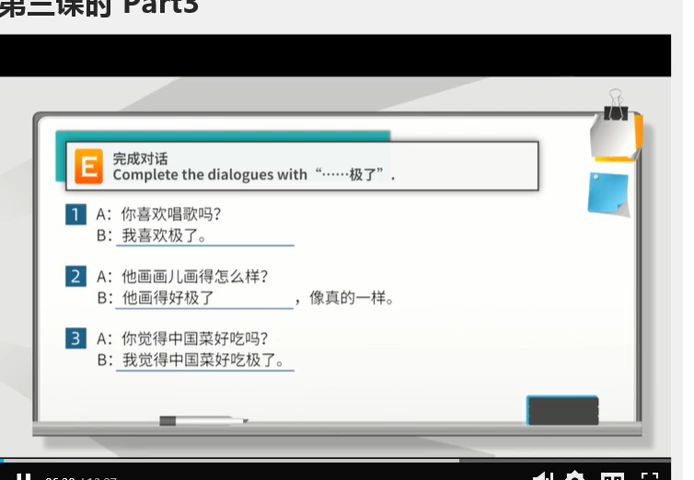 第三课时 Part3
E
完成对话
Complete the dialogues with “……极了”.
1 A：你喜欢唱歌吗？
B：我喜欢极了。
2 A：他画画儿画得怎么样？
B：他画得好极了，像真的一样。
3 A：你觉得中国菜好吃吗？
B：我觉得中国菜好吃极了。